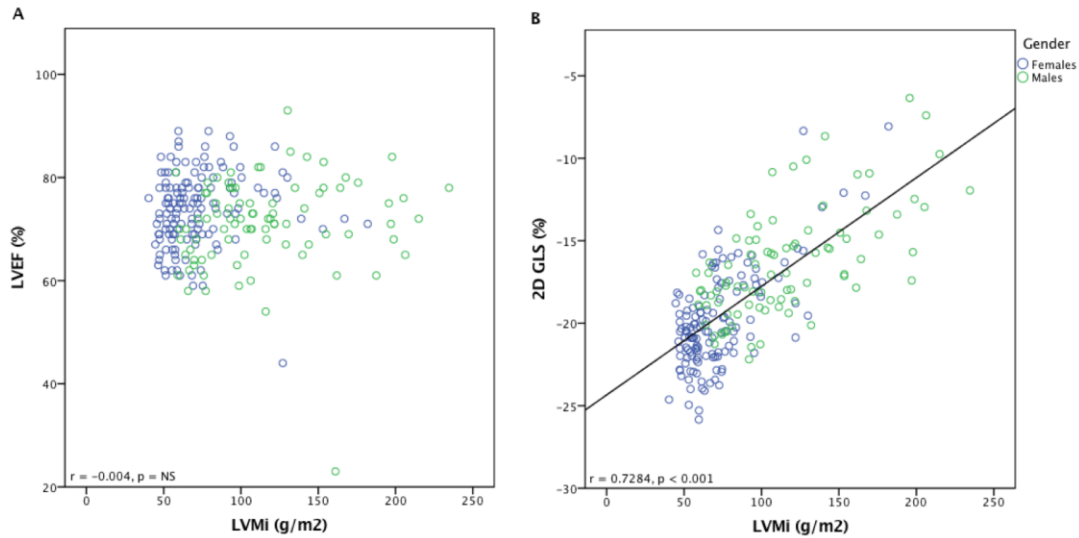 A
LVEF (%)
100
80
60
40
20
r = -0.004, p = NS
0
50
100
150
200
250
LVMi (g/m2)
B
2D GLS (%)
-5
-10
-15
-20
-25
-30
r = 0.7284, p < 0.001
0
50
100
150
200
250
LVMi (g/m2)
Gender
Females
Males